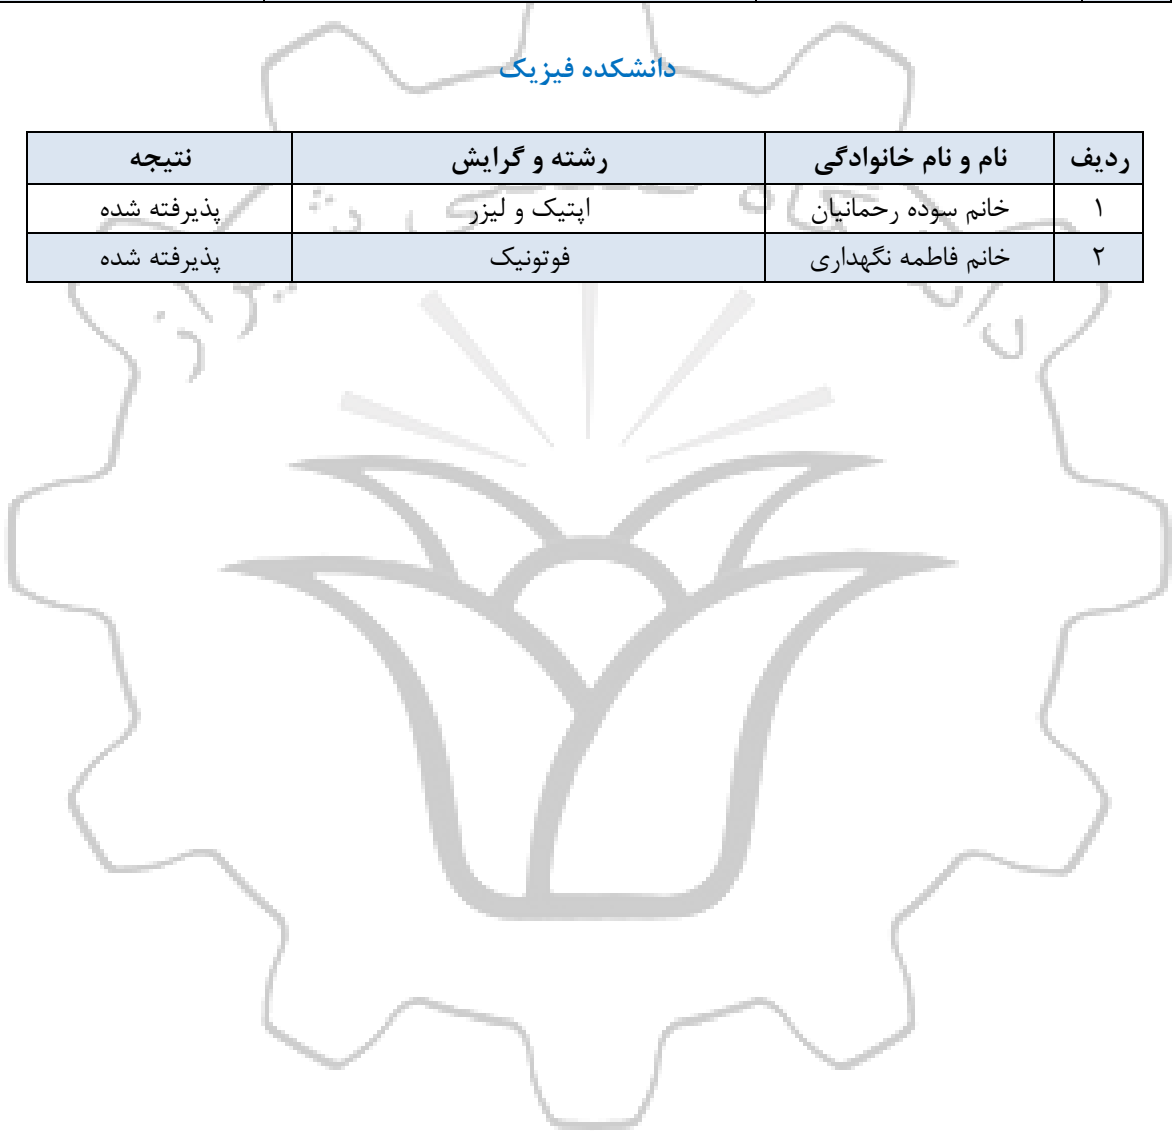 دانشکده فیزیک
ردیف نام و نام خانوادگی رشته و گرایش نتیجه
۱ خانم سوده رحمانیان اپتیک و لیزر پذیرفته شده
۲ خانم فاطمه نگهداری فوتونیک پذیرفته شده